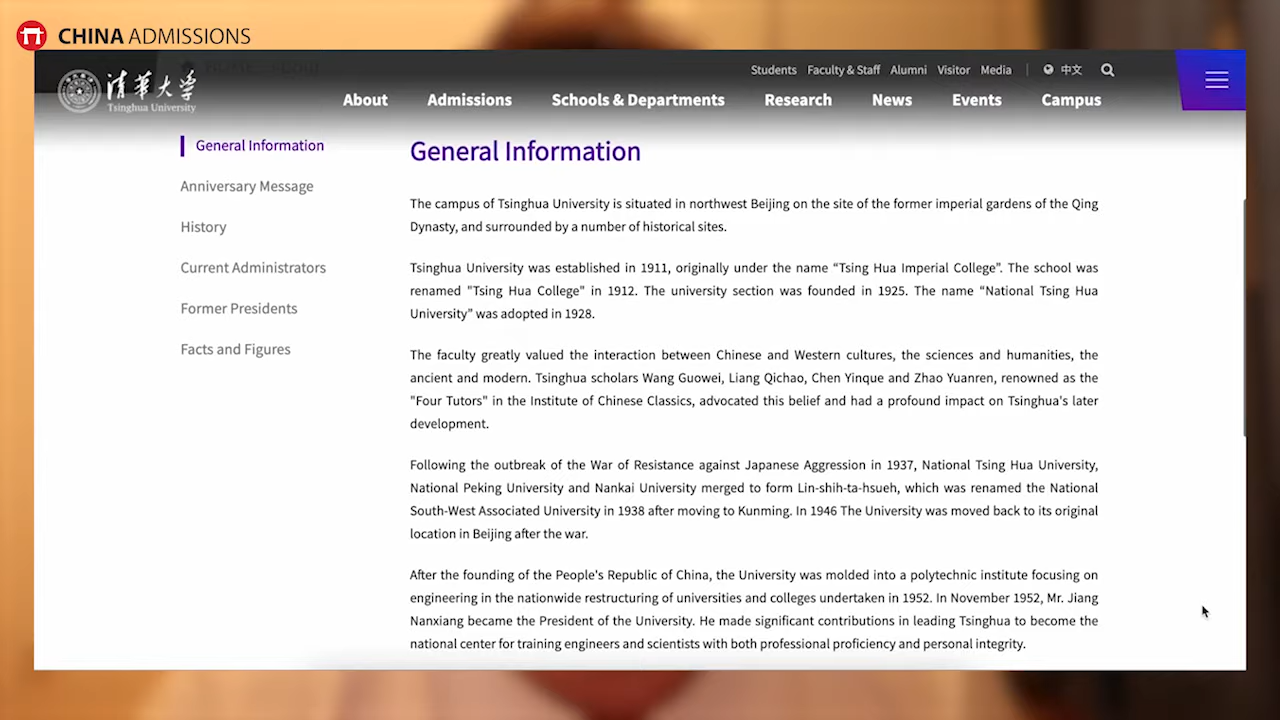 CHINA ADMISSIONS
Students Faculty & Staff Alumni Visitor Media 中文
清華大学
Tsinghua University
About Admissions Schools & Departments Research News Events Campus
General Information
Anniversary Message
History
Current Administrators
Former Presidents
Facts and Figures
General Information
The campus of Tsinghua University is situated in northwest Beijing on the site of the former imperial gardens of the Qing
Dynasty, and surrounded by a number of historical sites.
Tsinghua University was established in 1911, originally under the name “Tsing Hua Imperial College”. The school was
renamed "Tsing Hua College" in 1912. The university section was founded in 1925. The name “National Tsing Hua
University” was adopted in 1928.
The faculty greatly valued the interaction between Chinese and Western cultures, the sciences and humanities, the
ancient and modern. Tsinghua scholars Wang Guowei, Liang Qichao, Chen Yinque and Zhao Yuanren, renowned as the
"Four Tutors" in the Institute of Chinese Classics, advocated this belief and had a profound impact on Tsinghua's later
development.
Following the outbreak of the War of Resistance against Japanese Aggression in 1937, National Tsing Hua University,
National Peking University and Nankai University merged to form Lin-shih-ta-hsueh, which was renamed the National
South-West Associated University in 1938 after moving to Kunming. In 1946 The University was moved back to its original
location in Beijing after the war.
After the founding of the People's Republic of China, the University was molded into a polytechnic institute focusing on
engineering in the nationwide restructuring of universities and colleges undertaken in 1952. In November 1952, Mr. Jiang
Nanxiang became the President of the University. He made significant contributions in leading Tsinghua to become the
national center for training engineers and scientists with both professional proficiency and personal integrity.